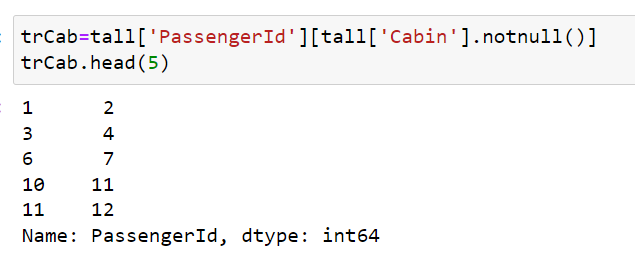 trCab=tall['PassengerId'][tall['Cabin'].notnull()]
trCab.head(5)
1 2
3 4
6 7
10 11
11 12
Name: PassengerId, dtype: int64